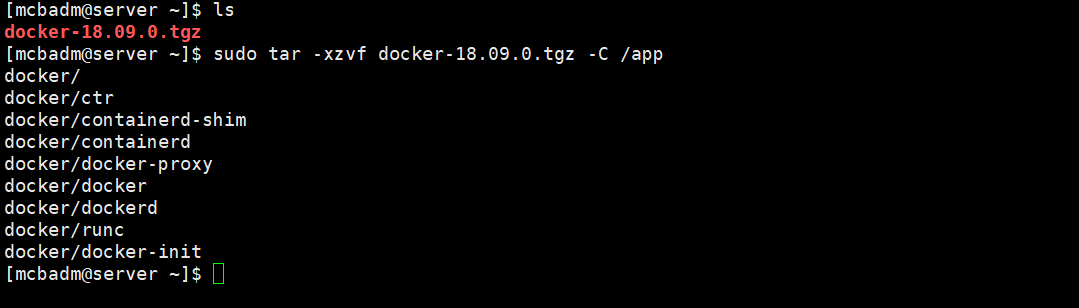 [mcbadm@server ~]$ ls
docker-18.09.0.tgz
[mcbadm@server ~]$ sudo tar -xzvf docker-18.09.0.tgz -C /app
docker/
docker/ctr
docker/containerd-shim
docker/containerd
docker/docker-proxy
docker/docker
docker/dockerd
docker/runc
docker/docker-init
[mcbadm@server ~]$